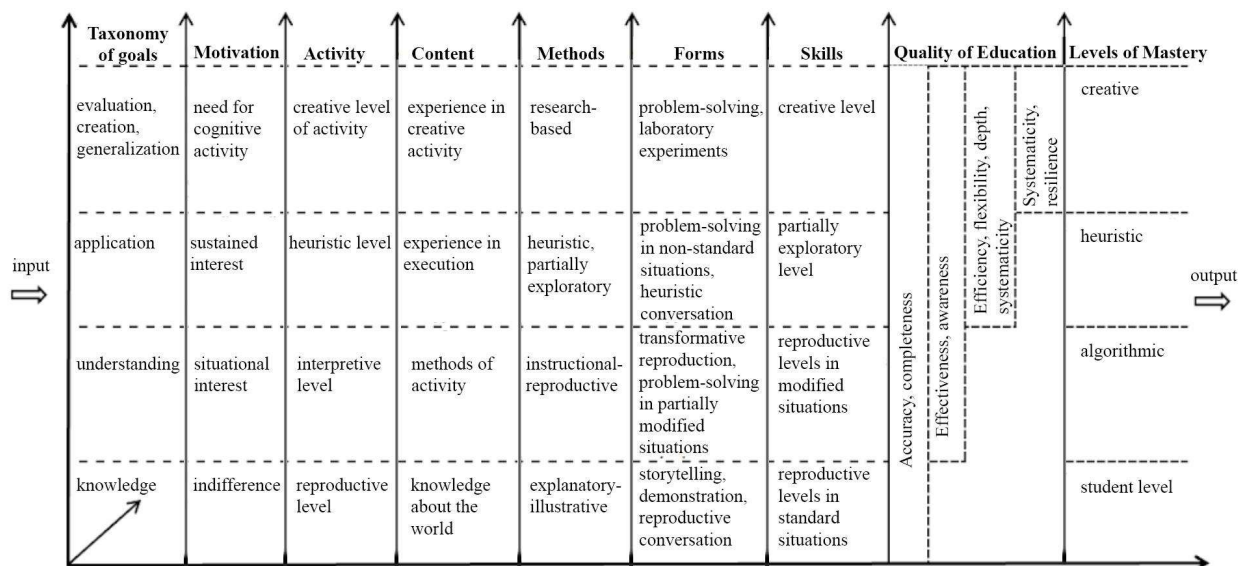 Taxonomy
of goals
Motivation
Activity
Content
Methods
Forms
Skills
Quality of Education
Levels of Mastery
evaluation,
creation,
generalization
need for
cognitive
activity
creative level
of activity
experience in
creative
activity
research-
based
problem-solving,
laboratory
experiments
creative level
creative
application
sustained
interest
heuristic level
experience in
execution
heuristic,
partially
exploratory
problem-solving
in non-standard
situations,
heuristic
conversation
partially
exploratory
level
heuristic
understanding
situational
interest
interpretive
level
methods of
activity
instructional-
reproductive
transformative
reproduction,
problem-solving
in partially
modified
situations
reproductive
levels in
modified
situations
algorithmic
knowledge
indifference
reproductive
level
knowledge
about the
world
explanatory-
illustrative
storytelling,
demonstration,
reproductive
conversation
reproductive
levels in
standard
situations
student level
Accuracy, completeness
Effectiveness, awareness
Efficiency, flexibility, depth,
systematicity
Systematicity,
resilience
input
output